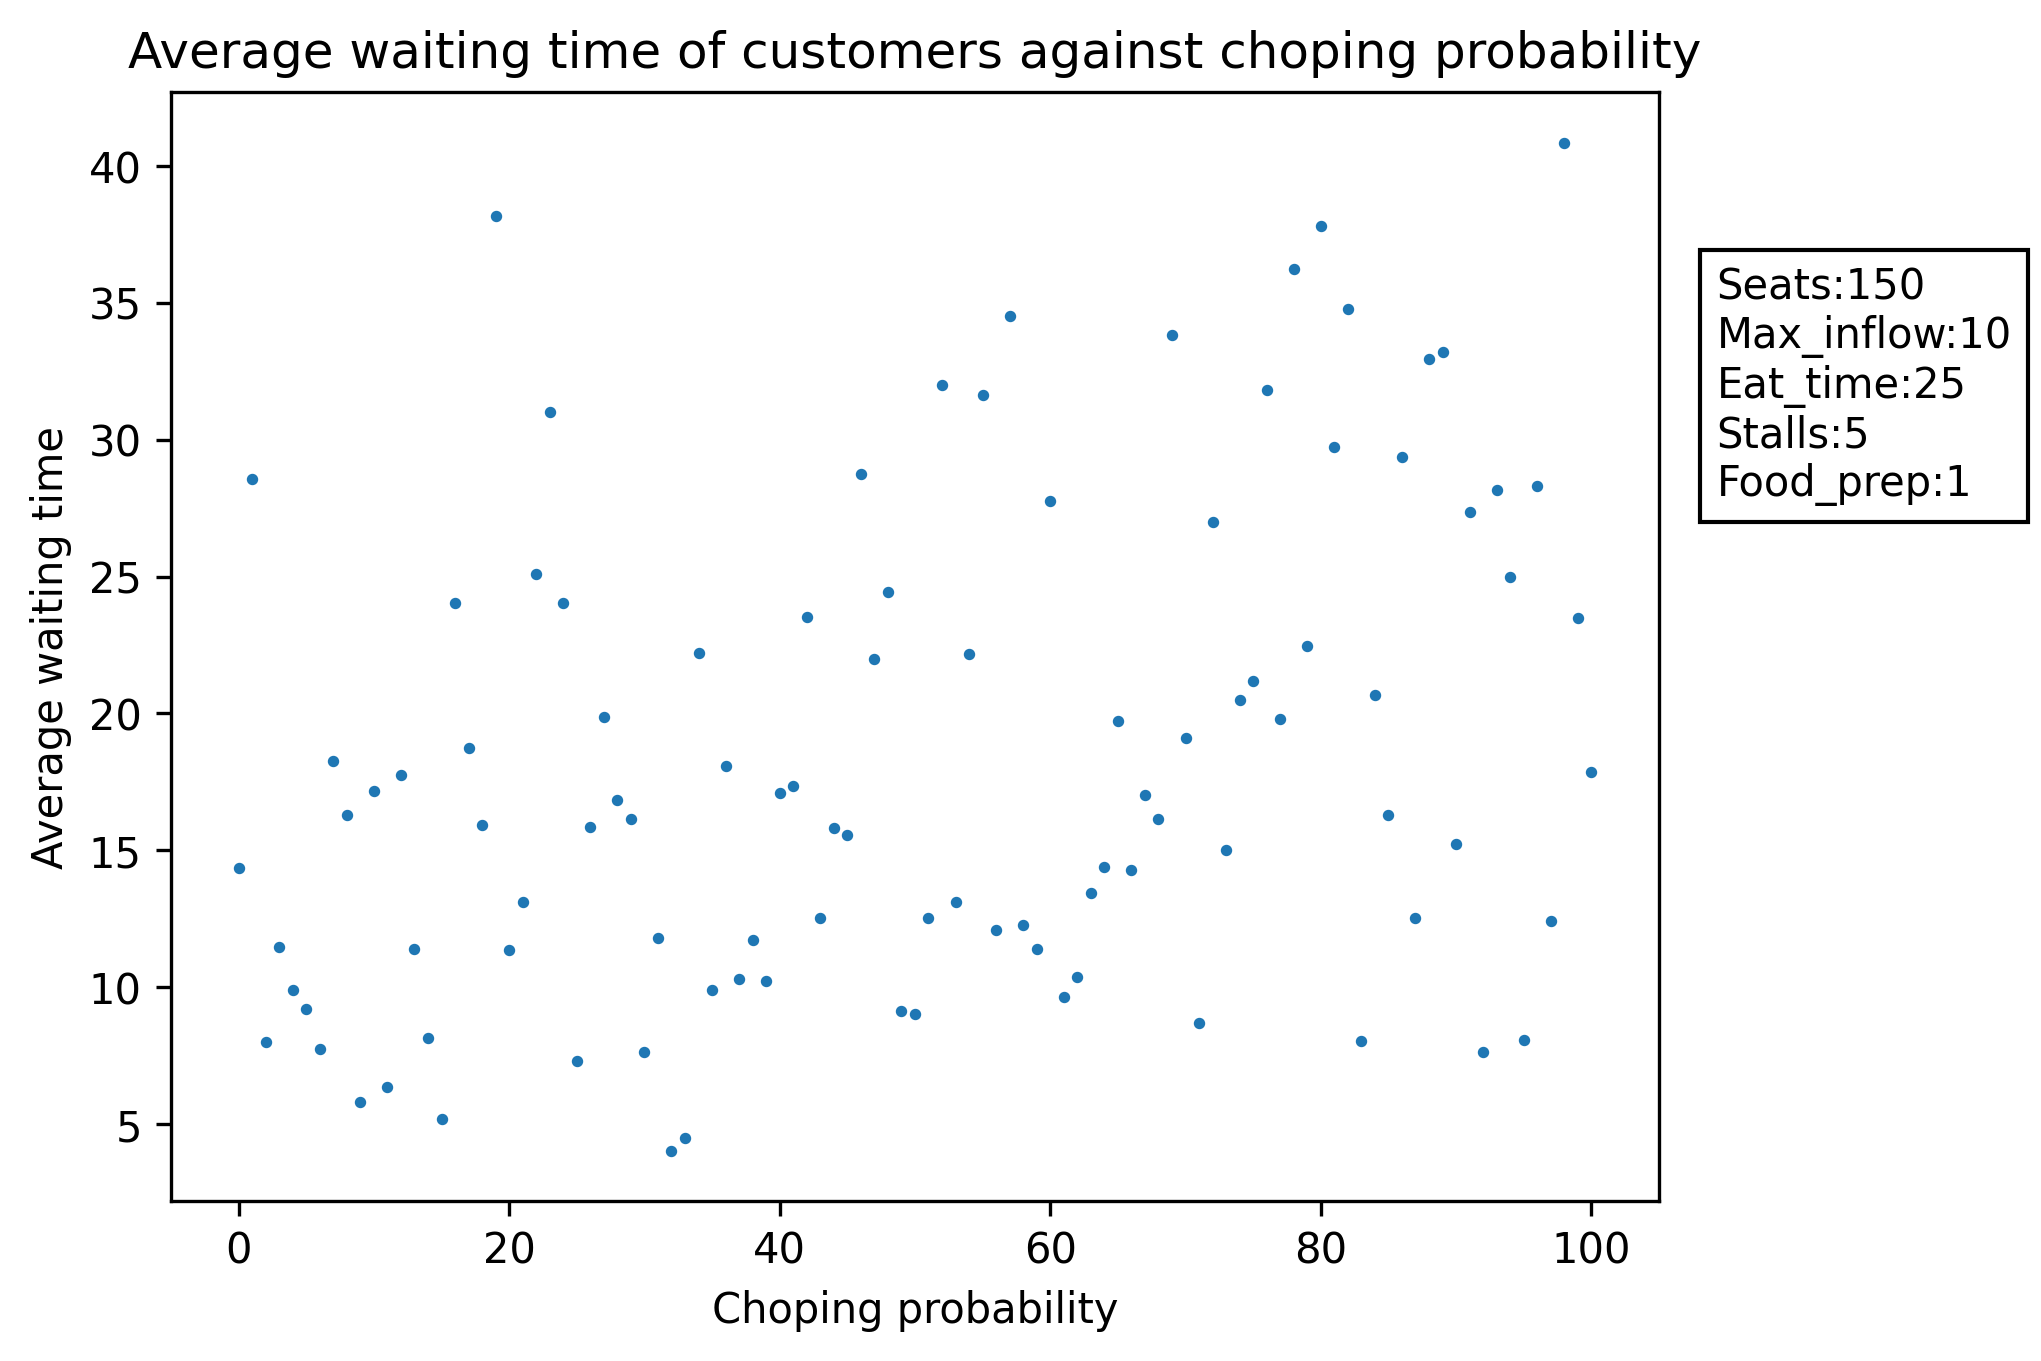 Average waiting time of customers against choping probability
Average waiting time
40
35
30
25
20
15
10
5
0 20 40 60 80 100
Choping probability
Seats:150
Max_inflow:10
Eat_time:25
Stalls:5
Food_prep:1